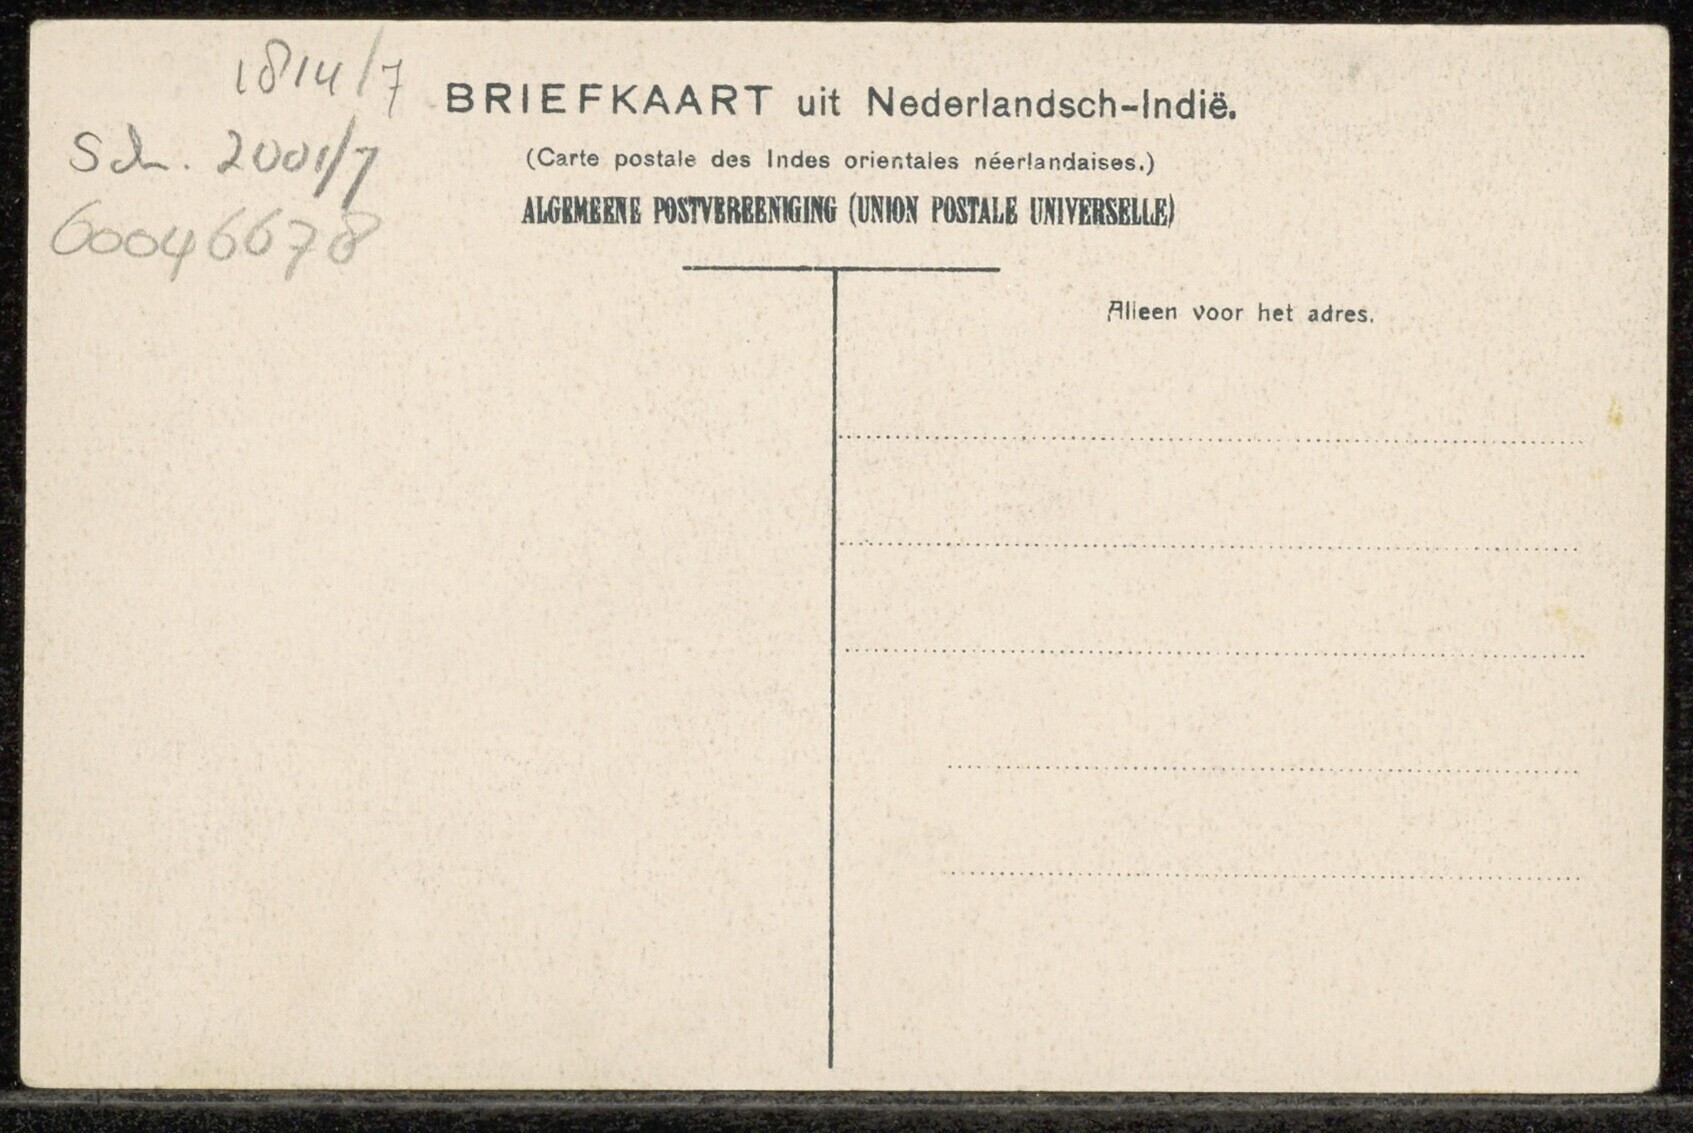 1814/7
BRIEFKAART uit Nederlandsch-Indië.
Sch. 2001/7
(Carte postale des Indes orientales néerlandaises.)
60046678
ALGEMEENE POSTVEREENIGING (UNION POSTALE UNIVERSELLE)
Alleen voor het adres.